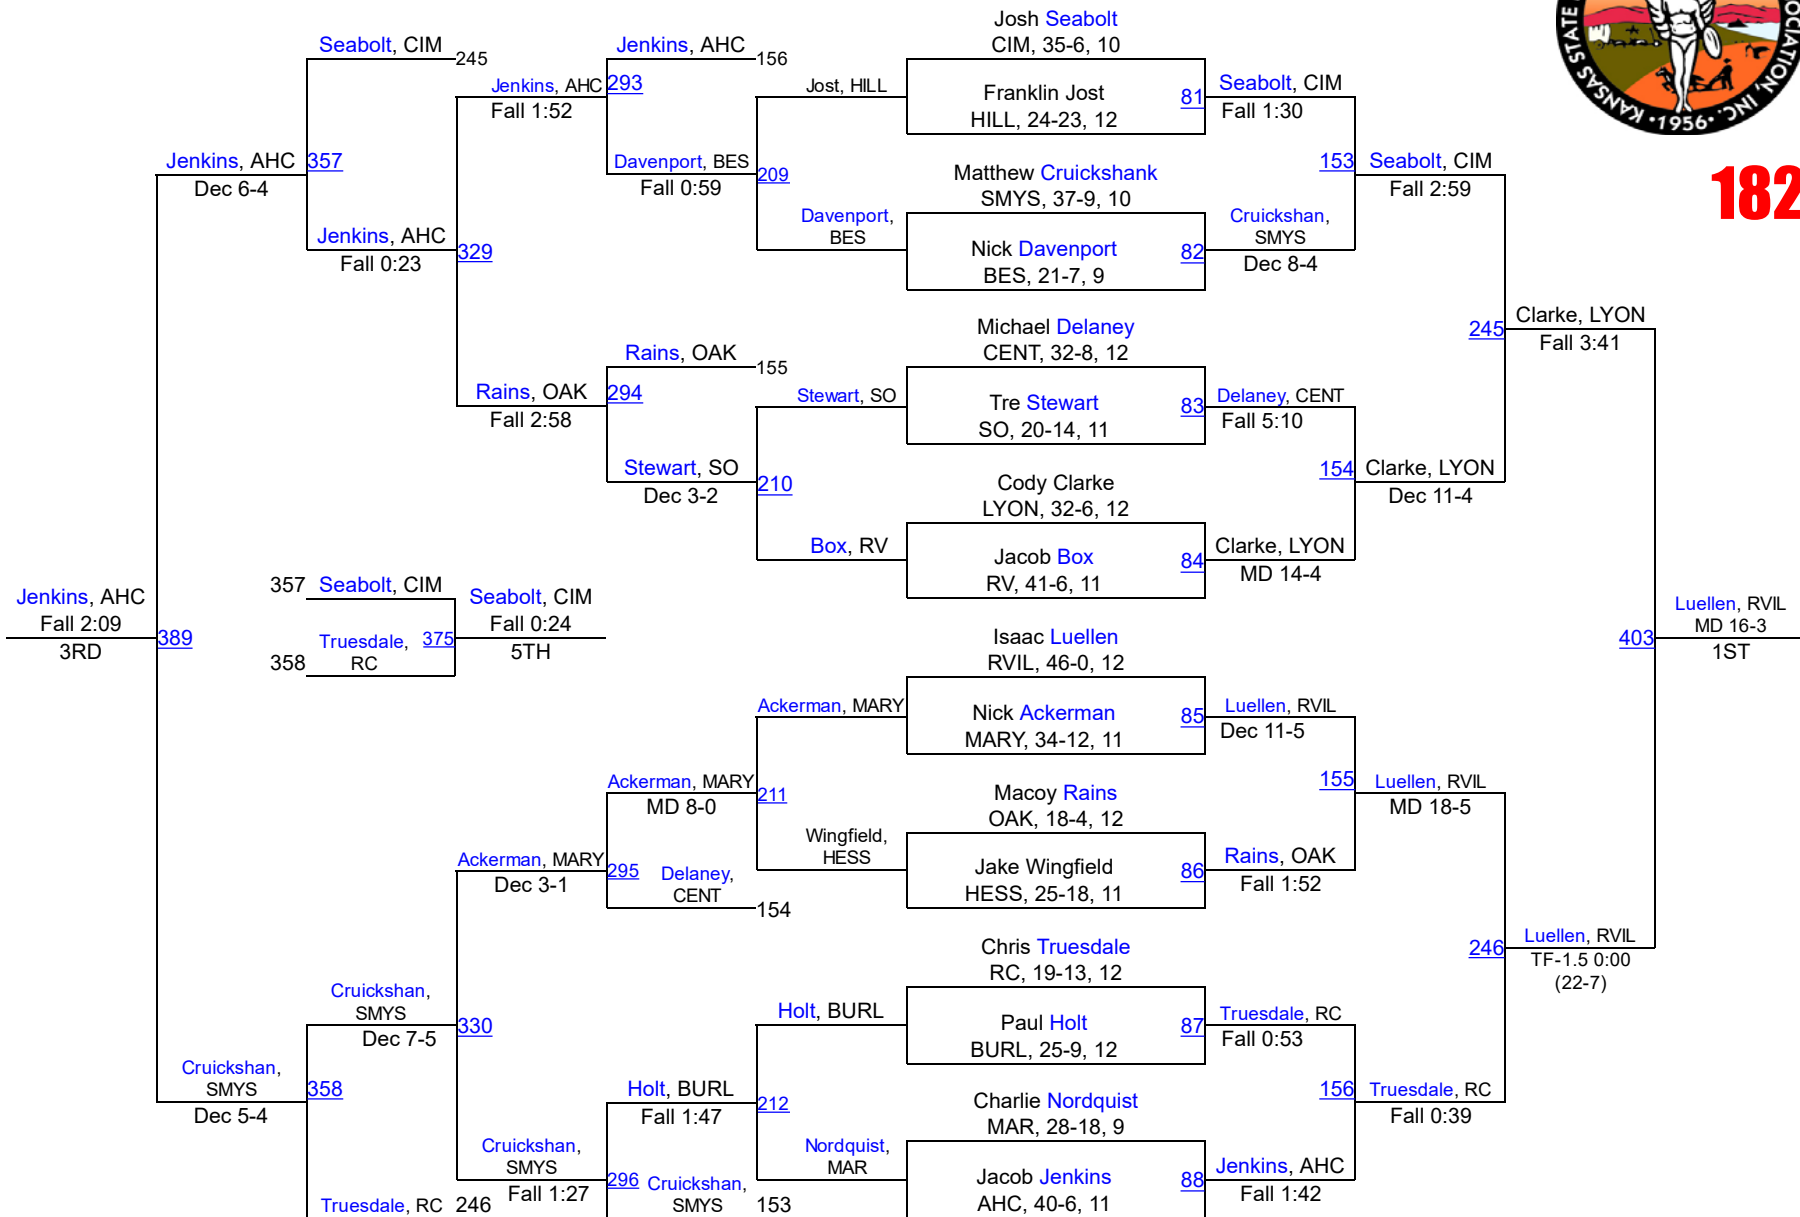 Josh Seabolt
CIM, 35-6, 10
Seabolt, CIM
245
Jenkins, AHC
156
Jenkins, AHC
293
Fall 1:52
Jost, HILL
Franklin Jost
HILL, 24-23, 12
81
Seabolt, CIM
Fall 1:30
KANSAS STATE
OCIATION, INC.
•1956•
182
Jenkins, AHC
357
Dec 6-4
Davenport, BES
209
Fall 0:59
Matthew Cruickshank
SMYS, 37-9, 10
153
Seabolt, CIM
Fall 2:59
Davenport,
BES
Cruickshan,
SMYS
Dec 8-4
Nick Davenport
BES, 21-7, 9
82
Jenkins, AHC
329
Fall 0:23
Michael Delaney
CENT, 32-8, 12
245
Clarke, LYON
Fall 3:41
Rains, OAK
155
Rains, OAK
294
Fall 2:58
Stewart, SO
Tre Stewart
SO, 20-14, 11
83
Delaney, CENT
Fall 5:10
Stewart, SO
210
Dec 3-2
Cody Clarke
LYON, 32-6, 12
154
Clarke, LYON
Dec 11-4
Box, RV
Jacob Box
RV, 41-6, 11
84
Clarke, LYON
MD 14-4
357
Seabolt, CIM
Seabolt, CIM
Fall 0:24
5TH
Truesdale,
RC
375
358
Jenkins, AHC
Fall 2:09
3RD
389
Isaac Luellen
RVIL, 46-0, 12
403
Luellen, RVIL
MD 16-3
1ST
Ackerman, MARY
Nick Ackerman
MARY, 34-12, 11
85
Luellen, RVIL
Dec 11-5
Ackerman, MARY
211
MD 8-0
Macoy Rains
OAK, 18-4, 12
155
Luellen, RVIL
MD 18-5
Wingfield,
HESS
Jake Wingfield
HESS, 25-18, 11
86
Rains, OAK
Fall 1:52
Ackerman, MARY
295
Dec 3-1
Delaney,
CENT
154
Chris Truesdale
RC, 19-13, 12
246
Luellen, RVIL
TF-1.5 0:00
(22-7)
Cruickshan,
SMYS
330
Dec 7-5
Holt, BURL
Paul Holt
BURL, 25-9, 12
87
Truesdale, RC
Fall 0:53
Cruickshan,
SMYS
358
Dec 5-4
Holt, BURL
212
Fall 1:47
Charlie Nordquist
MAR, 28-18, 9
156
Truesdale, RC
Fall 0:39
Cruickshan,
SMYS
296
Fall 1:27
Nordquist,
MAR
Jacob Jenkins
AHC, 40-6, 11
88
Jenkins, AHC
Fall 1:42
Truesdale, RC
246
Cruickshan,
SMYS
153